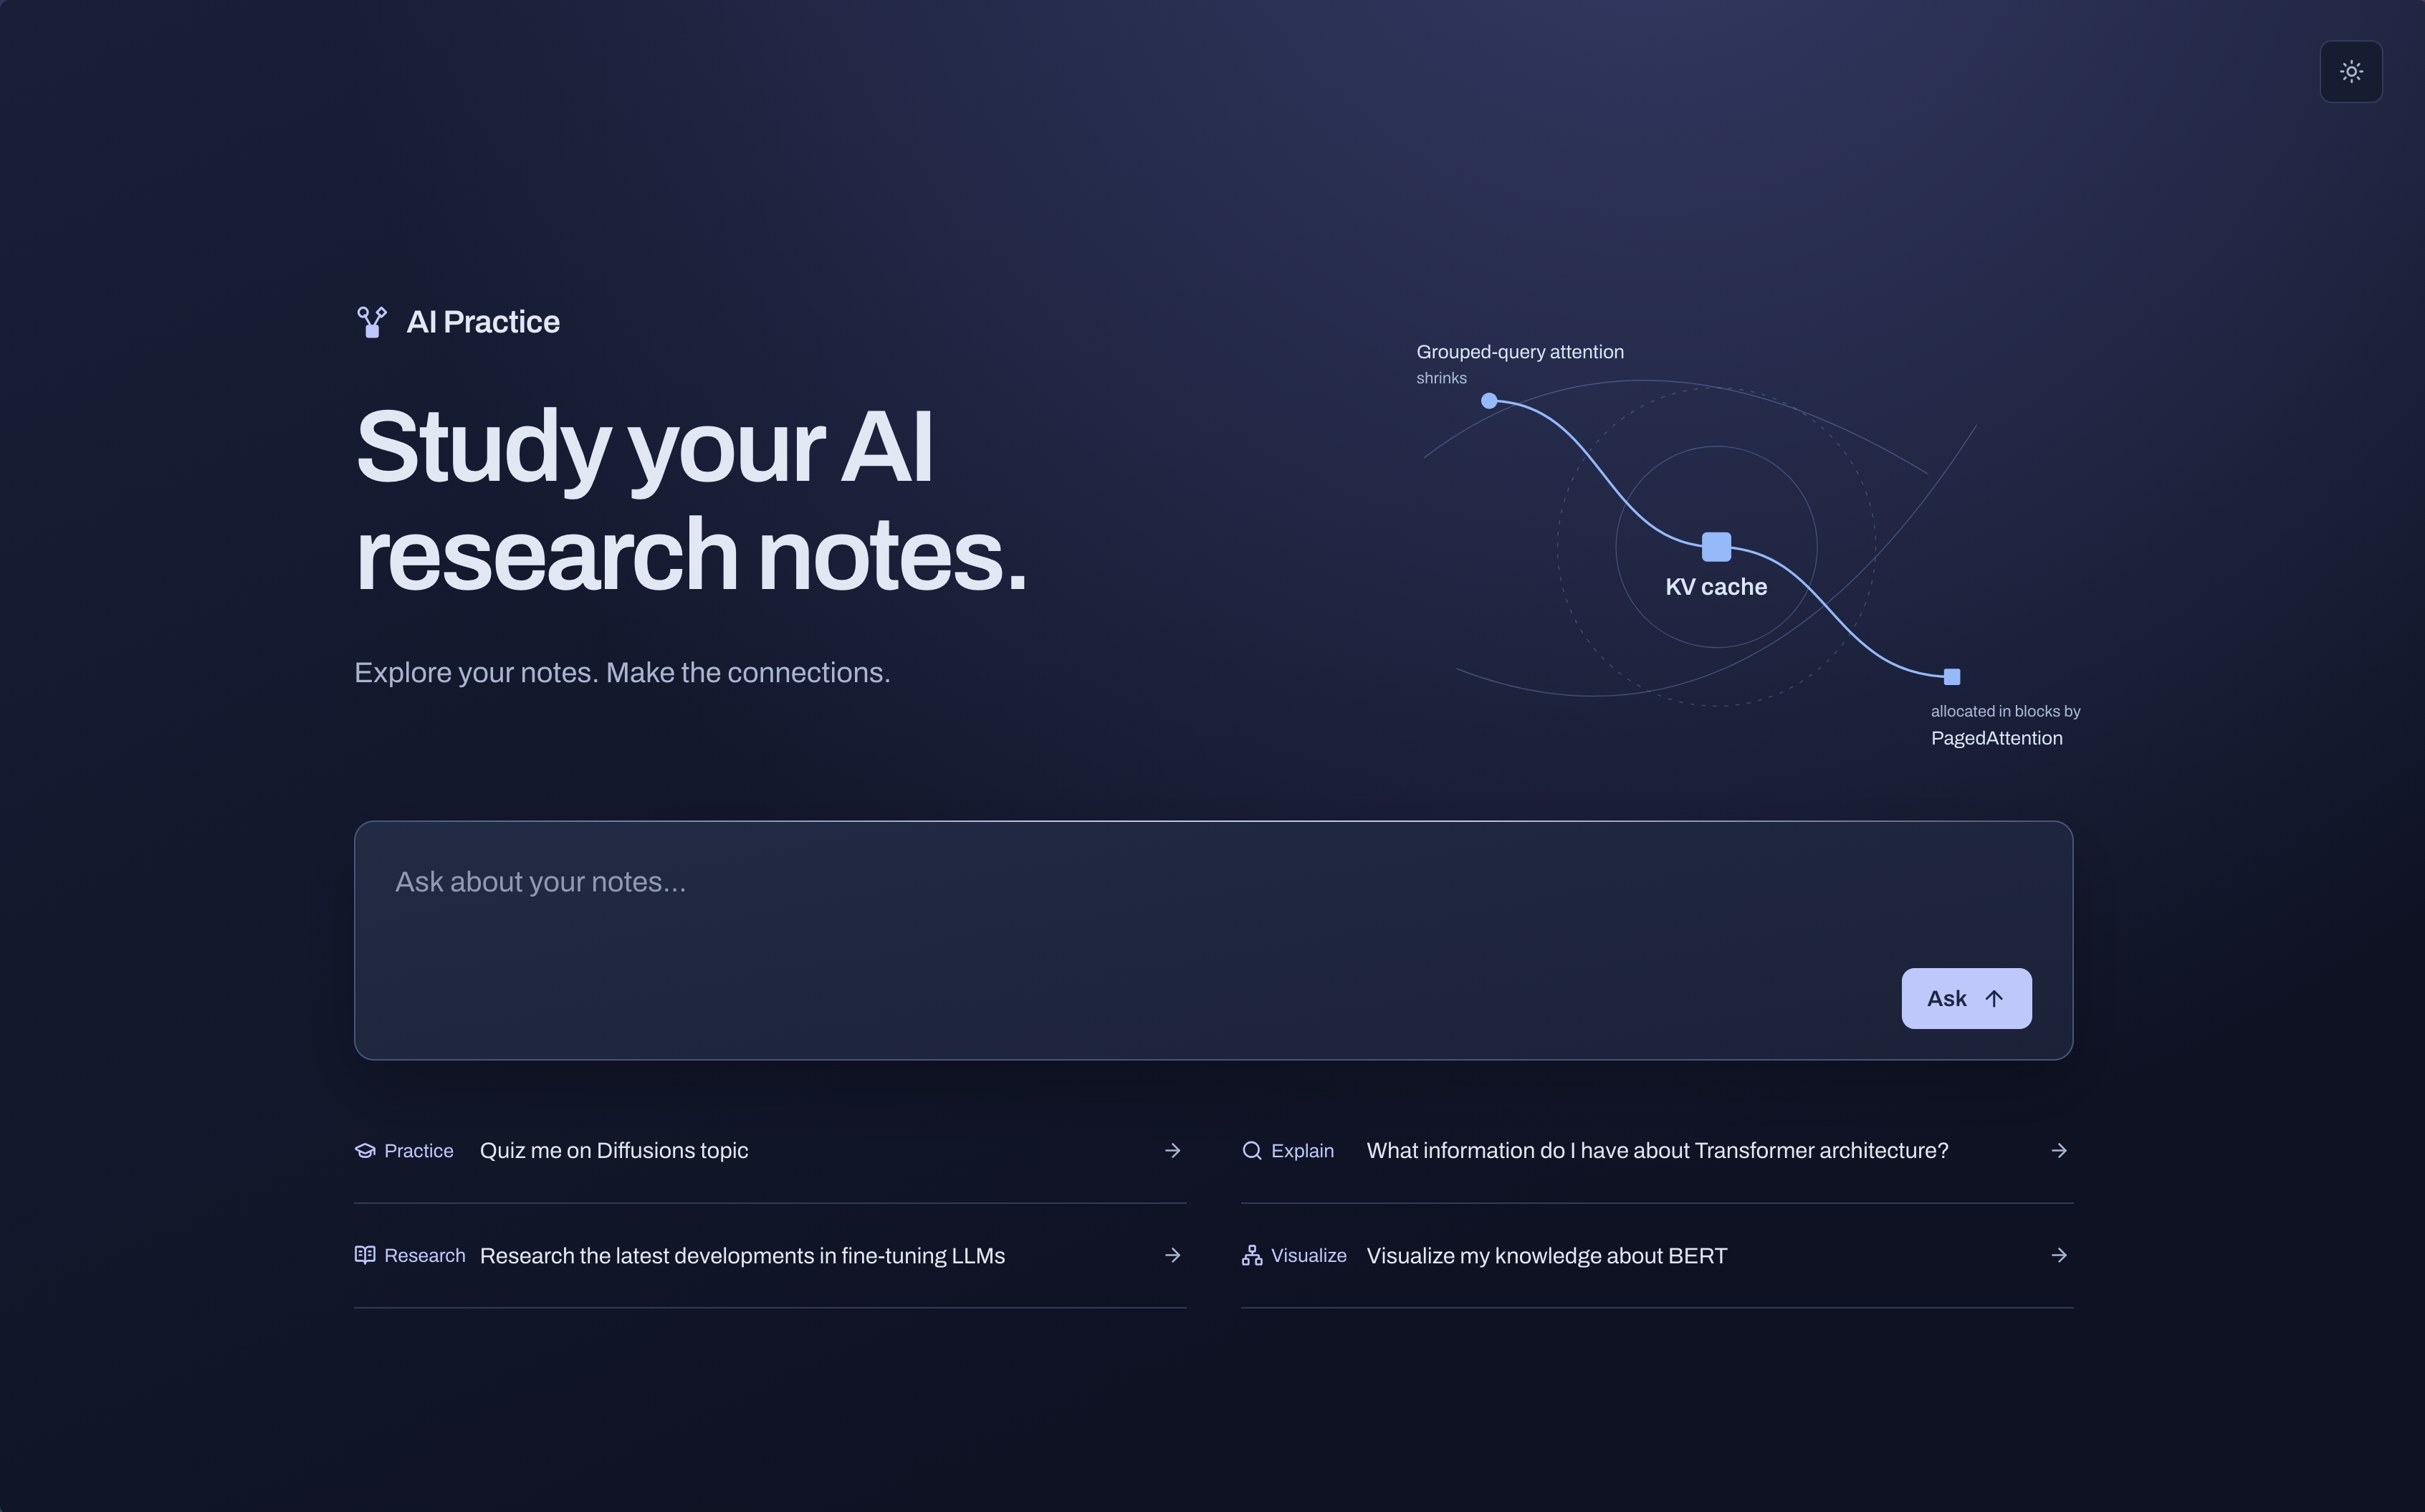 AI Practice
Study your AI
research notes.
Explore your notes. Make the connections.
Grouped-query attention
shrinks
KV cache
allocated in blocks by
PagedAttention
Ask about your notes...
Ask
Practice Quiz me on Diffusions topic
Explain What information do I have about Transformer architecture?
Research Research the latest developments in fine-tuning LLMs
Visualize Visualize my knowledge about BERT